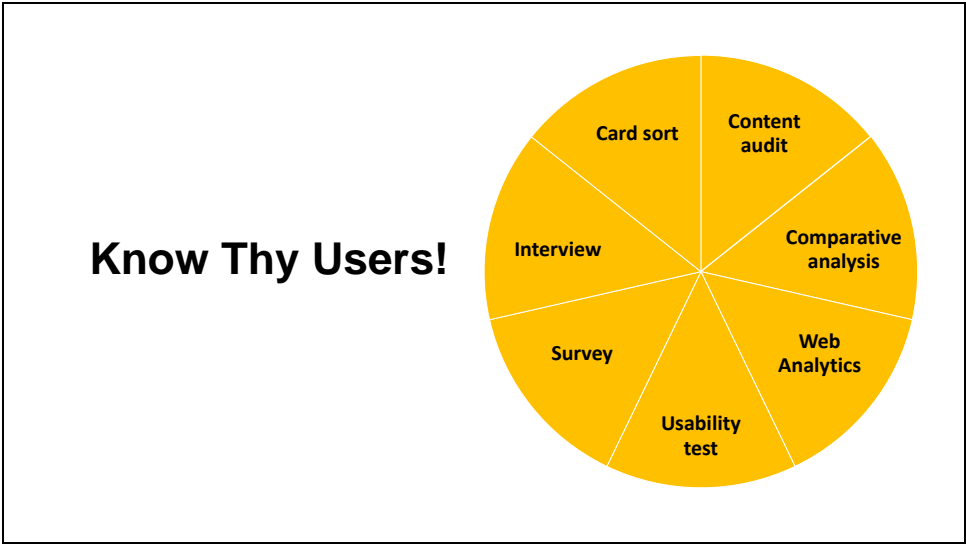 Know Thy Users!
Card sort
Content
audit
Interview
Comparative
analysis
Survey
Web
Analytics
Usability
test